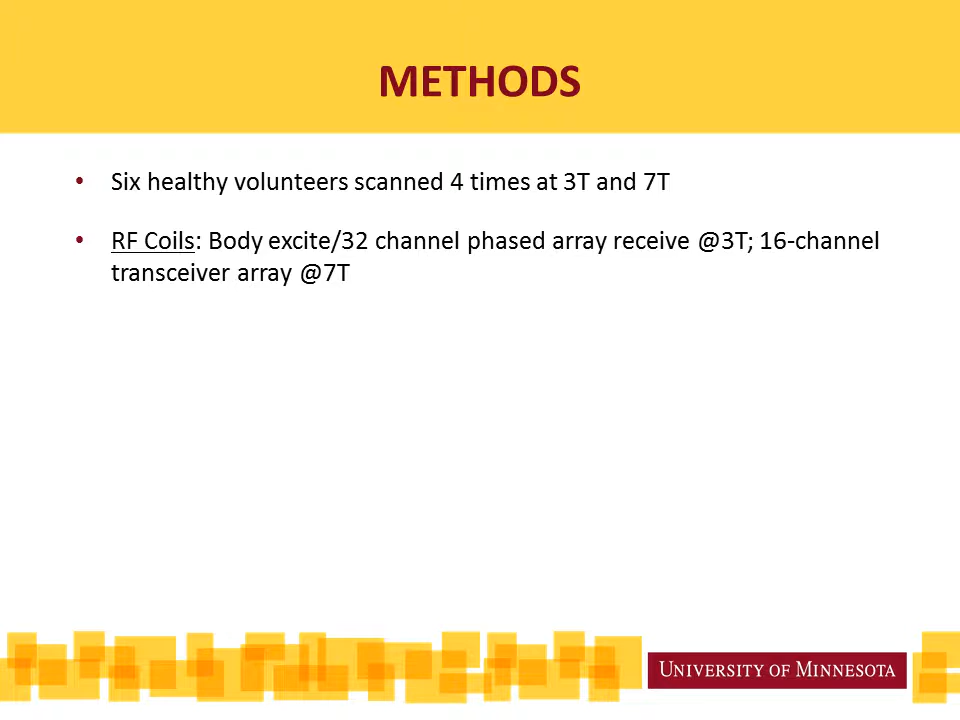 METHODS
• Six healthy volunteers scanned 4 times at 3T and 7T
• RF Coils: Body excite/32 channel phased array receive @3T; 16-channel
transceiver array @7T
UNIVERSITY OF MINNESOTA